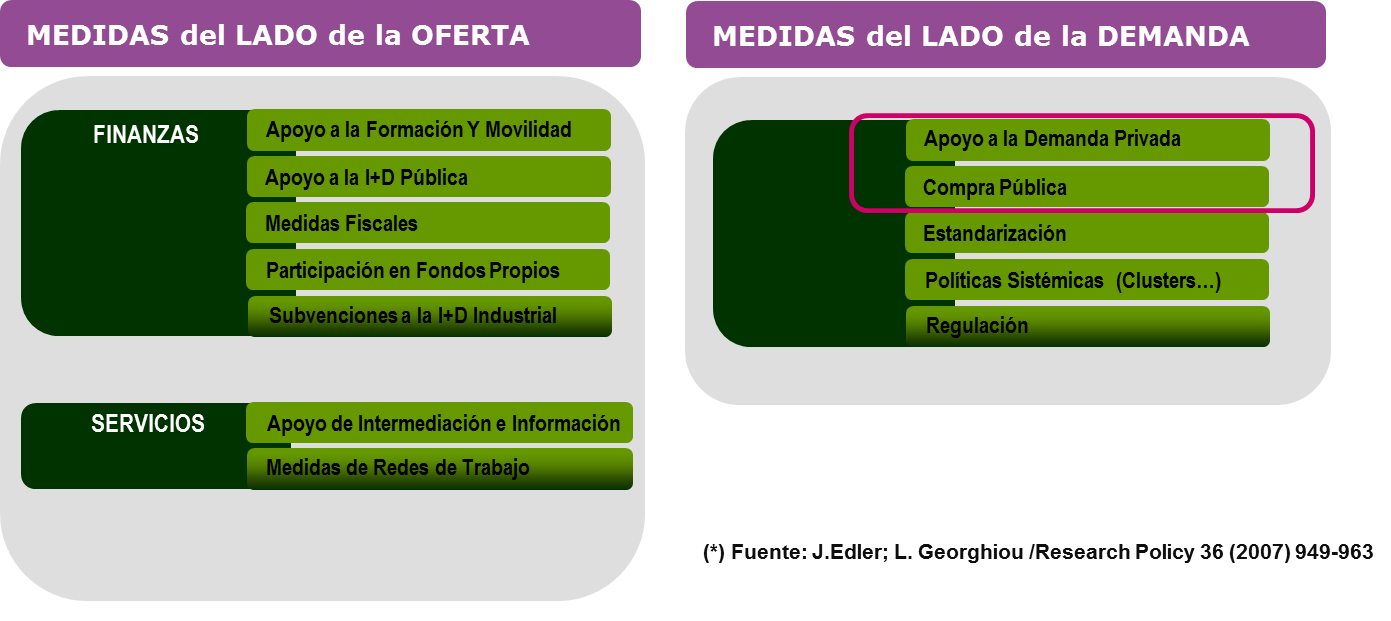 MEDIDAS del LADO de la OFERTA
FINANZAS
Apoyo a la Formación Y Movilidad
Apoyo a la I+D Pública
Medidas Fiscales
Participación en Fondos Propios
Subvenciones a la I+D Industrial
SERVICIOS
Apoyo de Intermediación e Información
Medidas de Redes de Trabajo
MEDIDAS del LADO de la DEMANDA
Apoyo a la Demanda Privada
Compra Pública
Estandarización
Políticas Sistémicas (Clusters...)
Regulación
(*) Fuente: J.Edler; L. Georghiou /Research Policy 36 (2007) 949-963